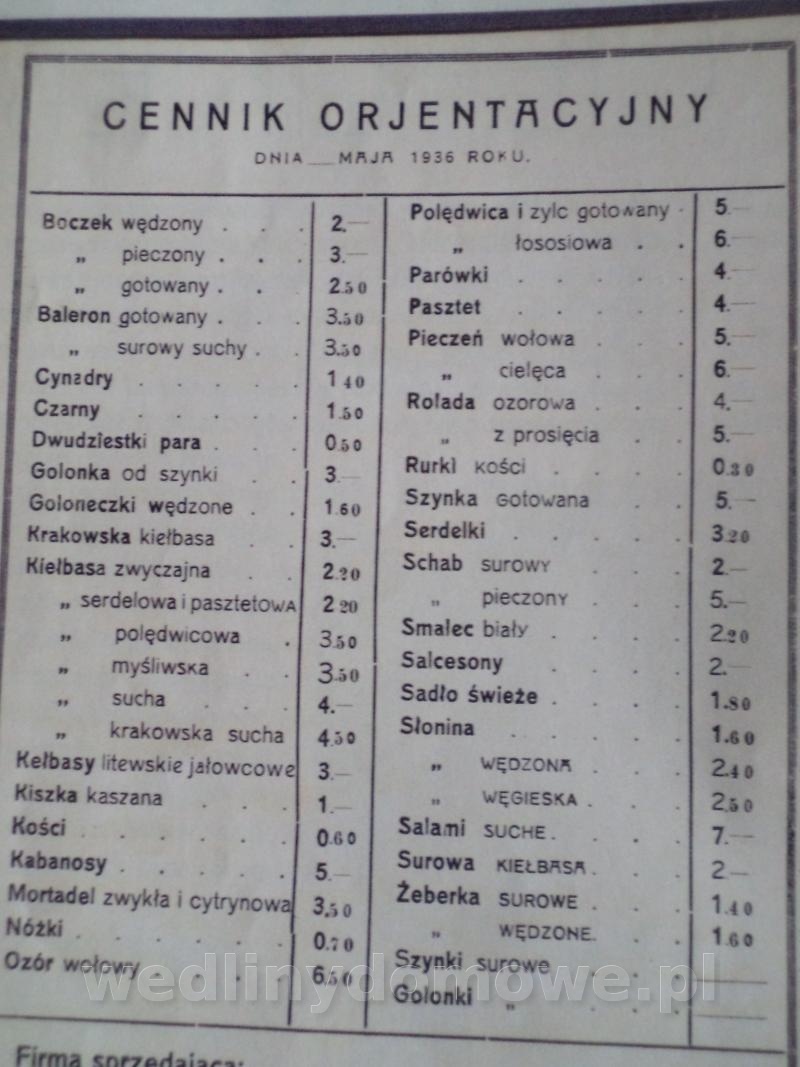 CENNIK ORJENTACYJNY
DNIA __ MAJA 1936 ROKU.
Boczek wędzony . . . 2.—
„ pieczony . . . 3.—
„ gotowany . . . 2.50
Baleron gotowany . . . 3.50
„ surowy suchy . . 3.50
Cynadry . . . . . 1 40
Czarny . . . . . 1.50
Dwudziestki para . . . 0.50
Golonka od szynki . . 3.—
Goloneczki wędzone . . 1.60
Krakowska kiełbasa . . 3.—
Kiełbasa zwyczajna . . 2.20
„ serdelowa i pasztetowa 2 20
„ polędwicowa . 3.50
„ myśliwska . . 3.50
„ sucha . . . 4.—
„ krakowska sucha 4.50
Kełbasy litewskie jałowcowe 3.—
Kiszka kaszana . . . 1.—
Kości . . . . . . 0.60
Kabanosy . . . . . 5.—
Mortadel zwykła i cytrynowa 3.50
Nóżki . . . . . . 0.70
Ozór wołowy . . . . 6.50
Polędwica i zylc gotowany . 5.—
„ łososiowa . . 6.—
Parówki . . . . . 4.—
Pasztet . . . . . 4.—
Pieczeń wołowa . . . 5.—
„ cielęca . . . 6.—
Rolada ozorowa . . . 4.—
„ z prosięcia . . 5.—
Rurki kości . . . . 0.30
Szynka gotowana . . 5.—
Serdelki . . . . . 3.20
Schab surowy . . . 2.—
„ pieczony . . . 5.—
Smalec biały . . . . 2.20
Salcesony . . . . 2.—
Sadło świeże . . . . 1.80
Słonina . . . . . 1.60
„ WĘDZONA . . . 2.40
„ WĘGIESKA . . . 2.50
Salami SUCHE . . . . 7.—
Surowa KIEŁBASA . . . 2—
Żeberka SUROWE . . . 1.40
„ WĘDZONE. . . 1.60
Szynki surowe . . .
Golonki „ . . .
wedlinydomowe.pl
Firma sprzedająca: